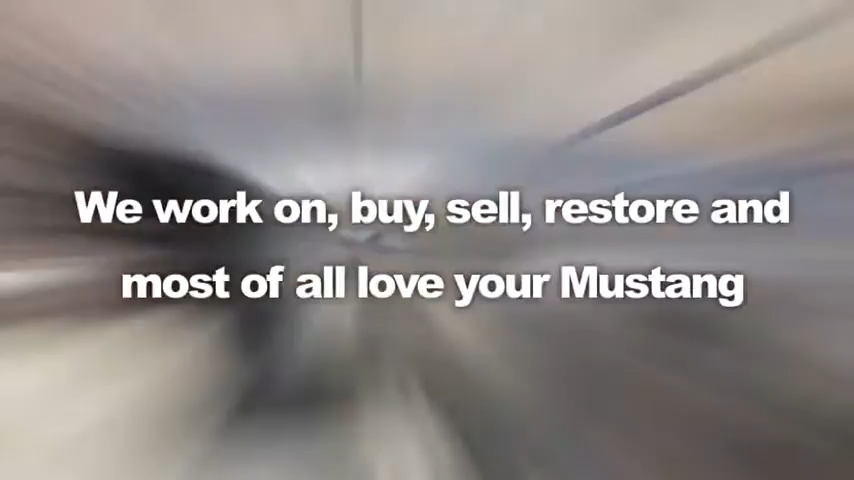 We work on, buy, sell, restore and
most of all love your Mustang